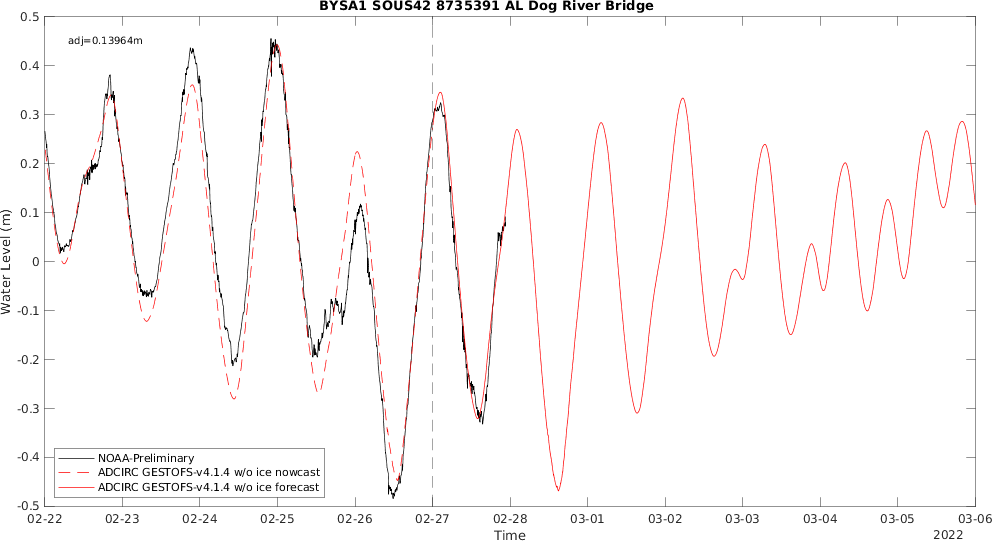 BYSA1 SOUS42 8735391 AL Dog River Bridge
adj=0.13964m
0.5
0.4
0.3
0.2
0.1
0
-0.1
-0.2
-0.3
-0.4
-0.5
Water Level (m)
NOAA-Preliminary
ADCIRC GESTOFS-v4.1.4 w/o ice nowcast
ADCIRC GESTOFS-v4.1.4 w/o ice forecast
02-22 02-23 02-24 02-25 02-26 02-27 02-28 03-01 03-02 03-03 03-04 03-05 03-06
Time
2022